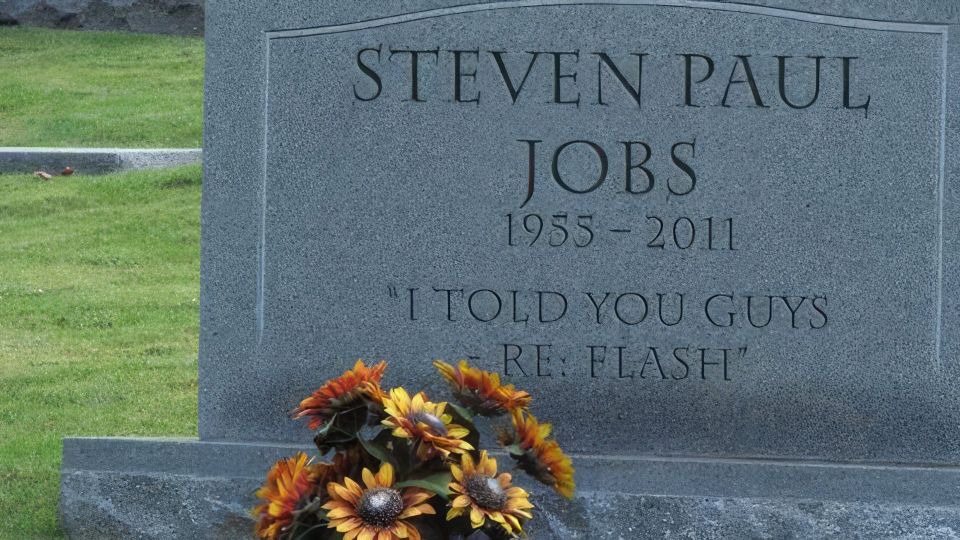 STEVEN PAUL
JOBS
1955 – 2011
"I TOLD YOU GUYS
- RE: FLASH"